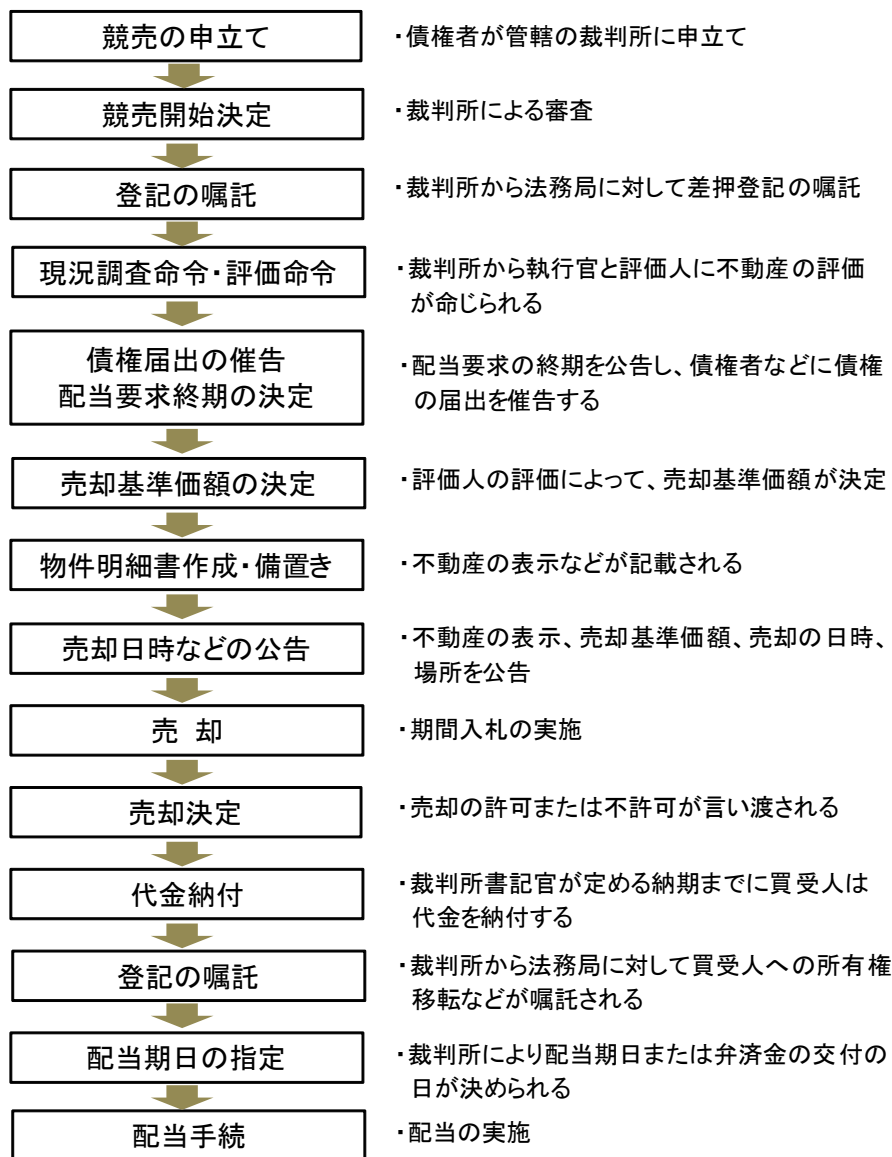 競売の申立て
・債権者が管轄の裁判所に申立て
競売開始決定
・裁判所による審査
登記の嘱託
・裁判所から法務局に対して差押登記の嘱託
現況調査命令・評価命令
・裁判所から執行官と評価人に不動産の評価
が命じられる
債権届出の催告
配当要求終期の決定
・配当要求の終期を公告し、債権者などに債権
の届出を催告する
売却基準価額の決定
・評価人の評価によって、売却基準価額が決定
物件明細書作成・備置き
・不動産の表示などが記載される
売却日時などの公告
・不動産の表示、売却基準価額、売却の日時、
場所を公告
売 却
・期間入札の実施
売却決定
・売却の許可または不許可が言い渡される
代金納付
・裁判所書記官が定める納期までに買受人は
代金を納付する
登記の嘱託
・裁判所から法務局に対して買受人への所有権
移転などが嘱託される
配当期日の指定
・裁判所により配当期日または弁済金の交付の
日が決められる
配当手続
・配当の実施